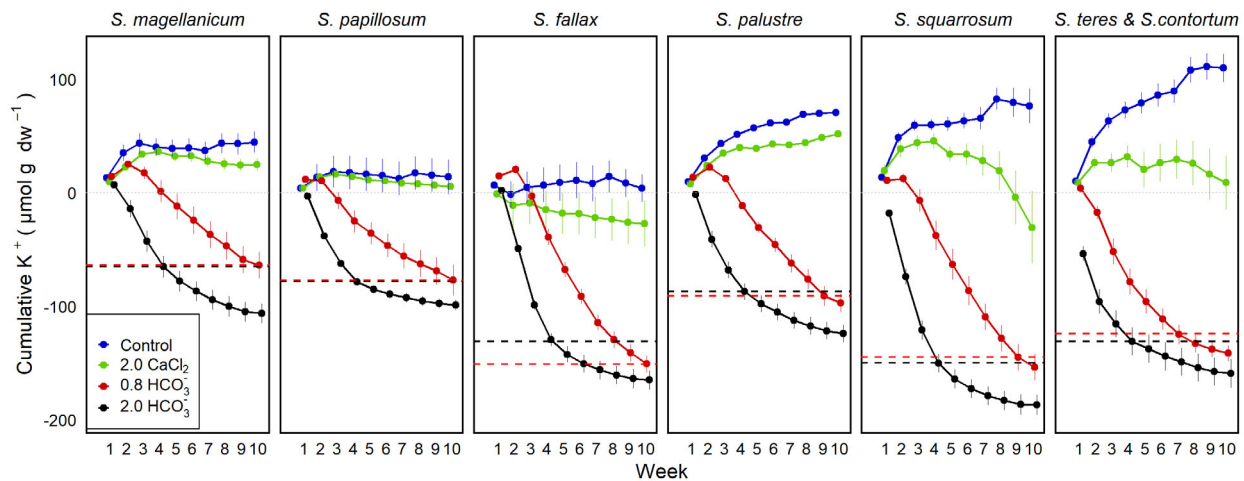 S. magellanicum S. papillosum S. fallax S. palustre S. squarrosum S. teres & S.contortum
Cumulative K⁺ ( μmol g dw⁻¹ )
100
0
-100
-200
Control
2.0 CaCl₂
0.8 HCO₃⁻
2.0 HCO₃⁻
1 2 3 4 5 6 7 8 9 10 1 2 3 4 5 6 7 8 9 10 1 2 3 4 5 6 7 8 9 10 1 2 3 4 5 6 7 8 9 10 1 2 3 4 5 6 7 8 9 10 1 2 3 4 5 6 7 8 9 10
Week